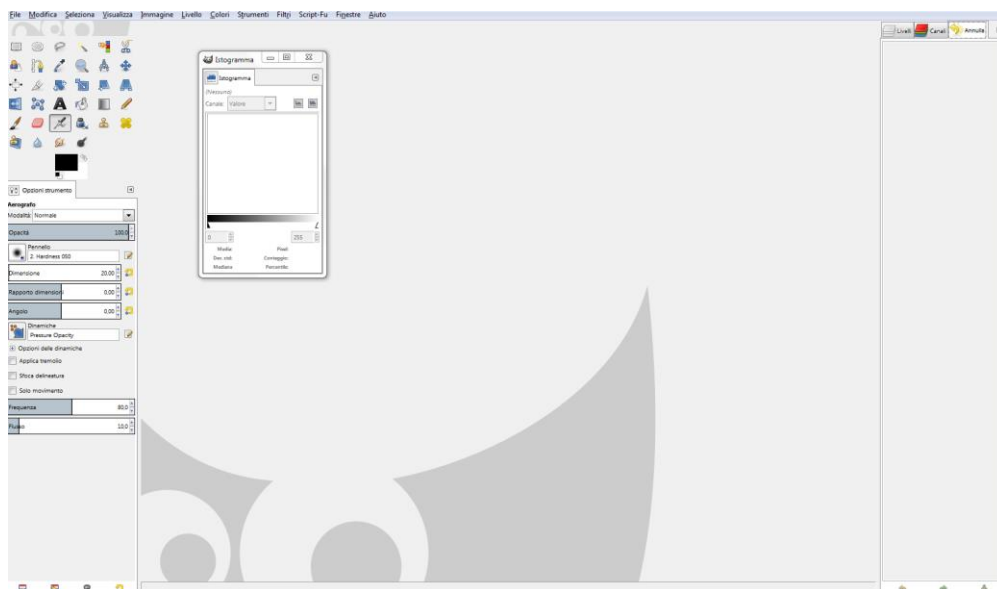 File Modifica Seleziona Visualizza Immagine Livello Colori Strumenti Filtri Script-Fu Finestre Aiuto
Livelli Canali Annulla
Istogramma
Istogramma
(Nessuno)
Canale: Valore
0 255
Media: Pixel:
Dev. std: Conteggio:
Mediana: Percentile:
Opzioni strumento
Aerografo
Modalità: Normale
Opacità 100,0
Pennello
2. Hardness 050
Dimensione 20,00
Rapporto dimensioni 0,00
Angolo 0,00
Dinamiche
Pressure Opacity
Opzioni delle dinamiche
Applica tremolio
Sfoca delineatura
Solo movimento
Frequenza 80,0
Flusso 10,0